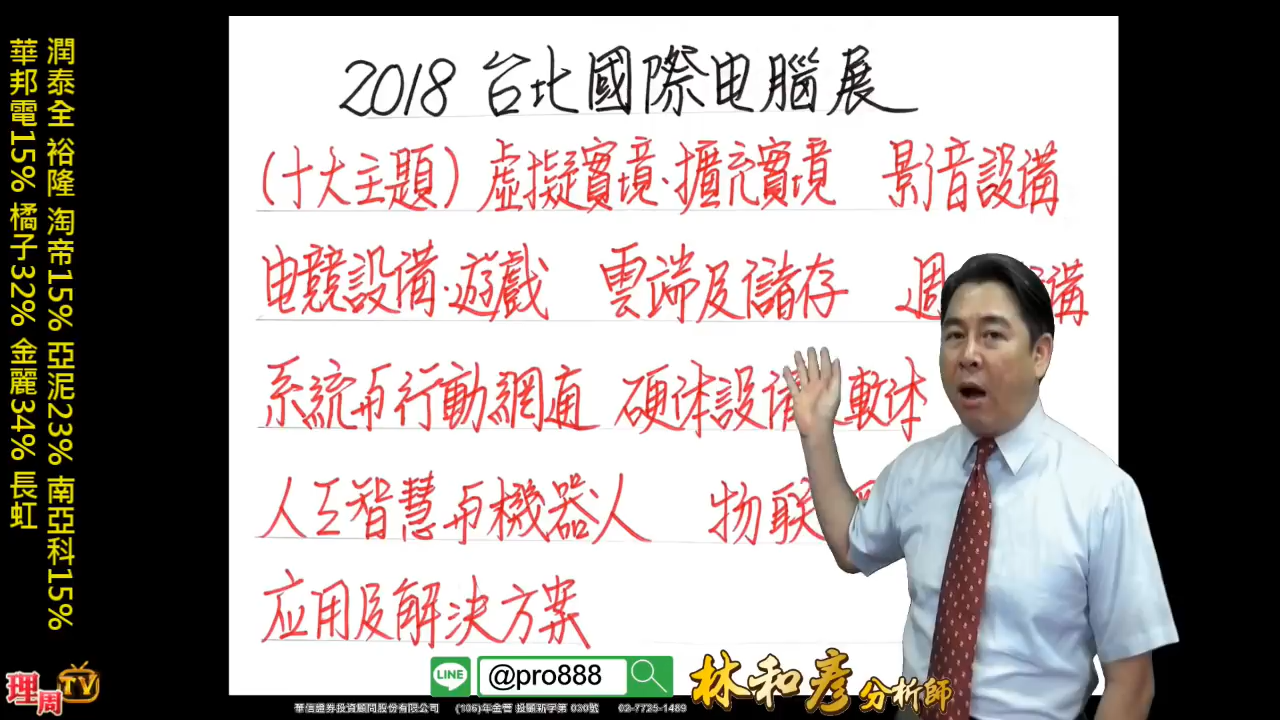 潤泰全 裕隆 淘帝15% 亞泥23% 南亞科15%
華邦電15% 橘子32% 金麗34% 長虹
2018 台北國際电腦展
(十大主題) 虛擬實境·擴充實境 影音設備
电競設備·遊戲 雲端及儲存 週 備
系統与行動網通 硬体設備 軟体
人工智慧与機器人 物联
应用及解決方案
LINE @pro888 林和彥分析師
華信證券投資顧問股份有限公司 (106)年金管 投顧新字第 030號 02-7725-1489
理周TV